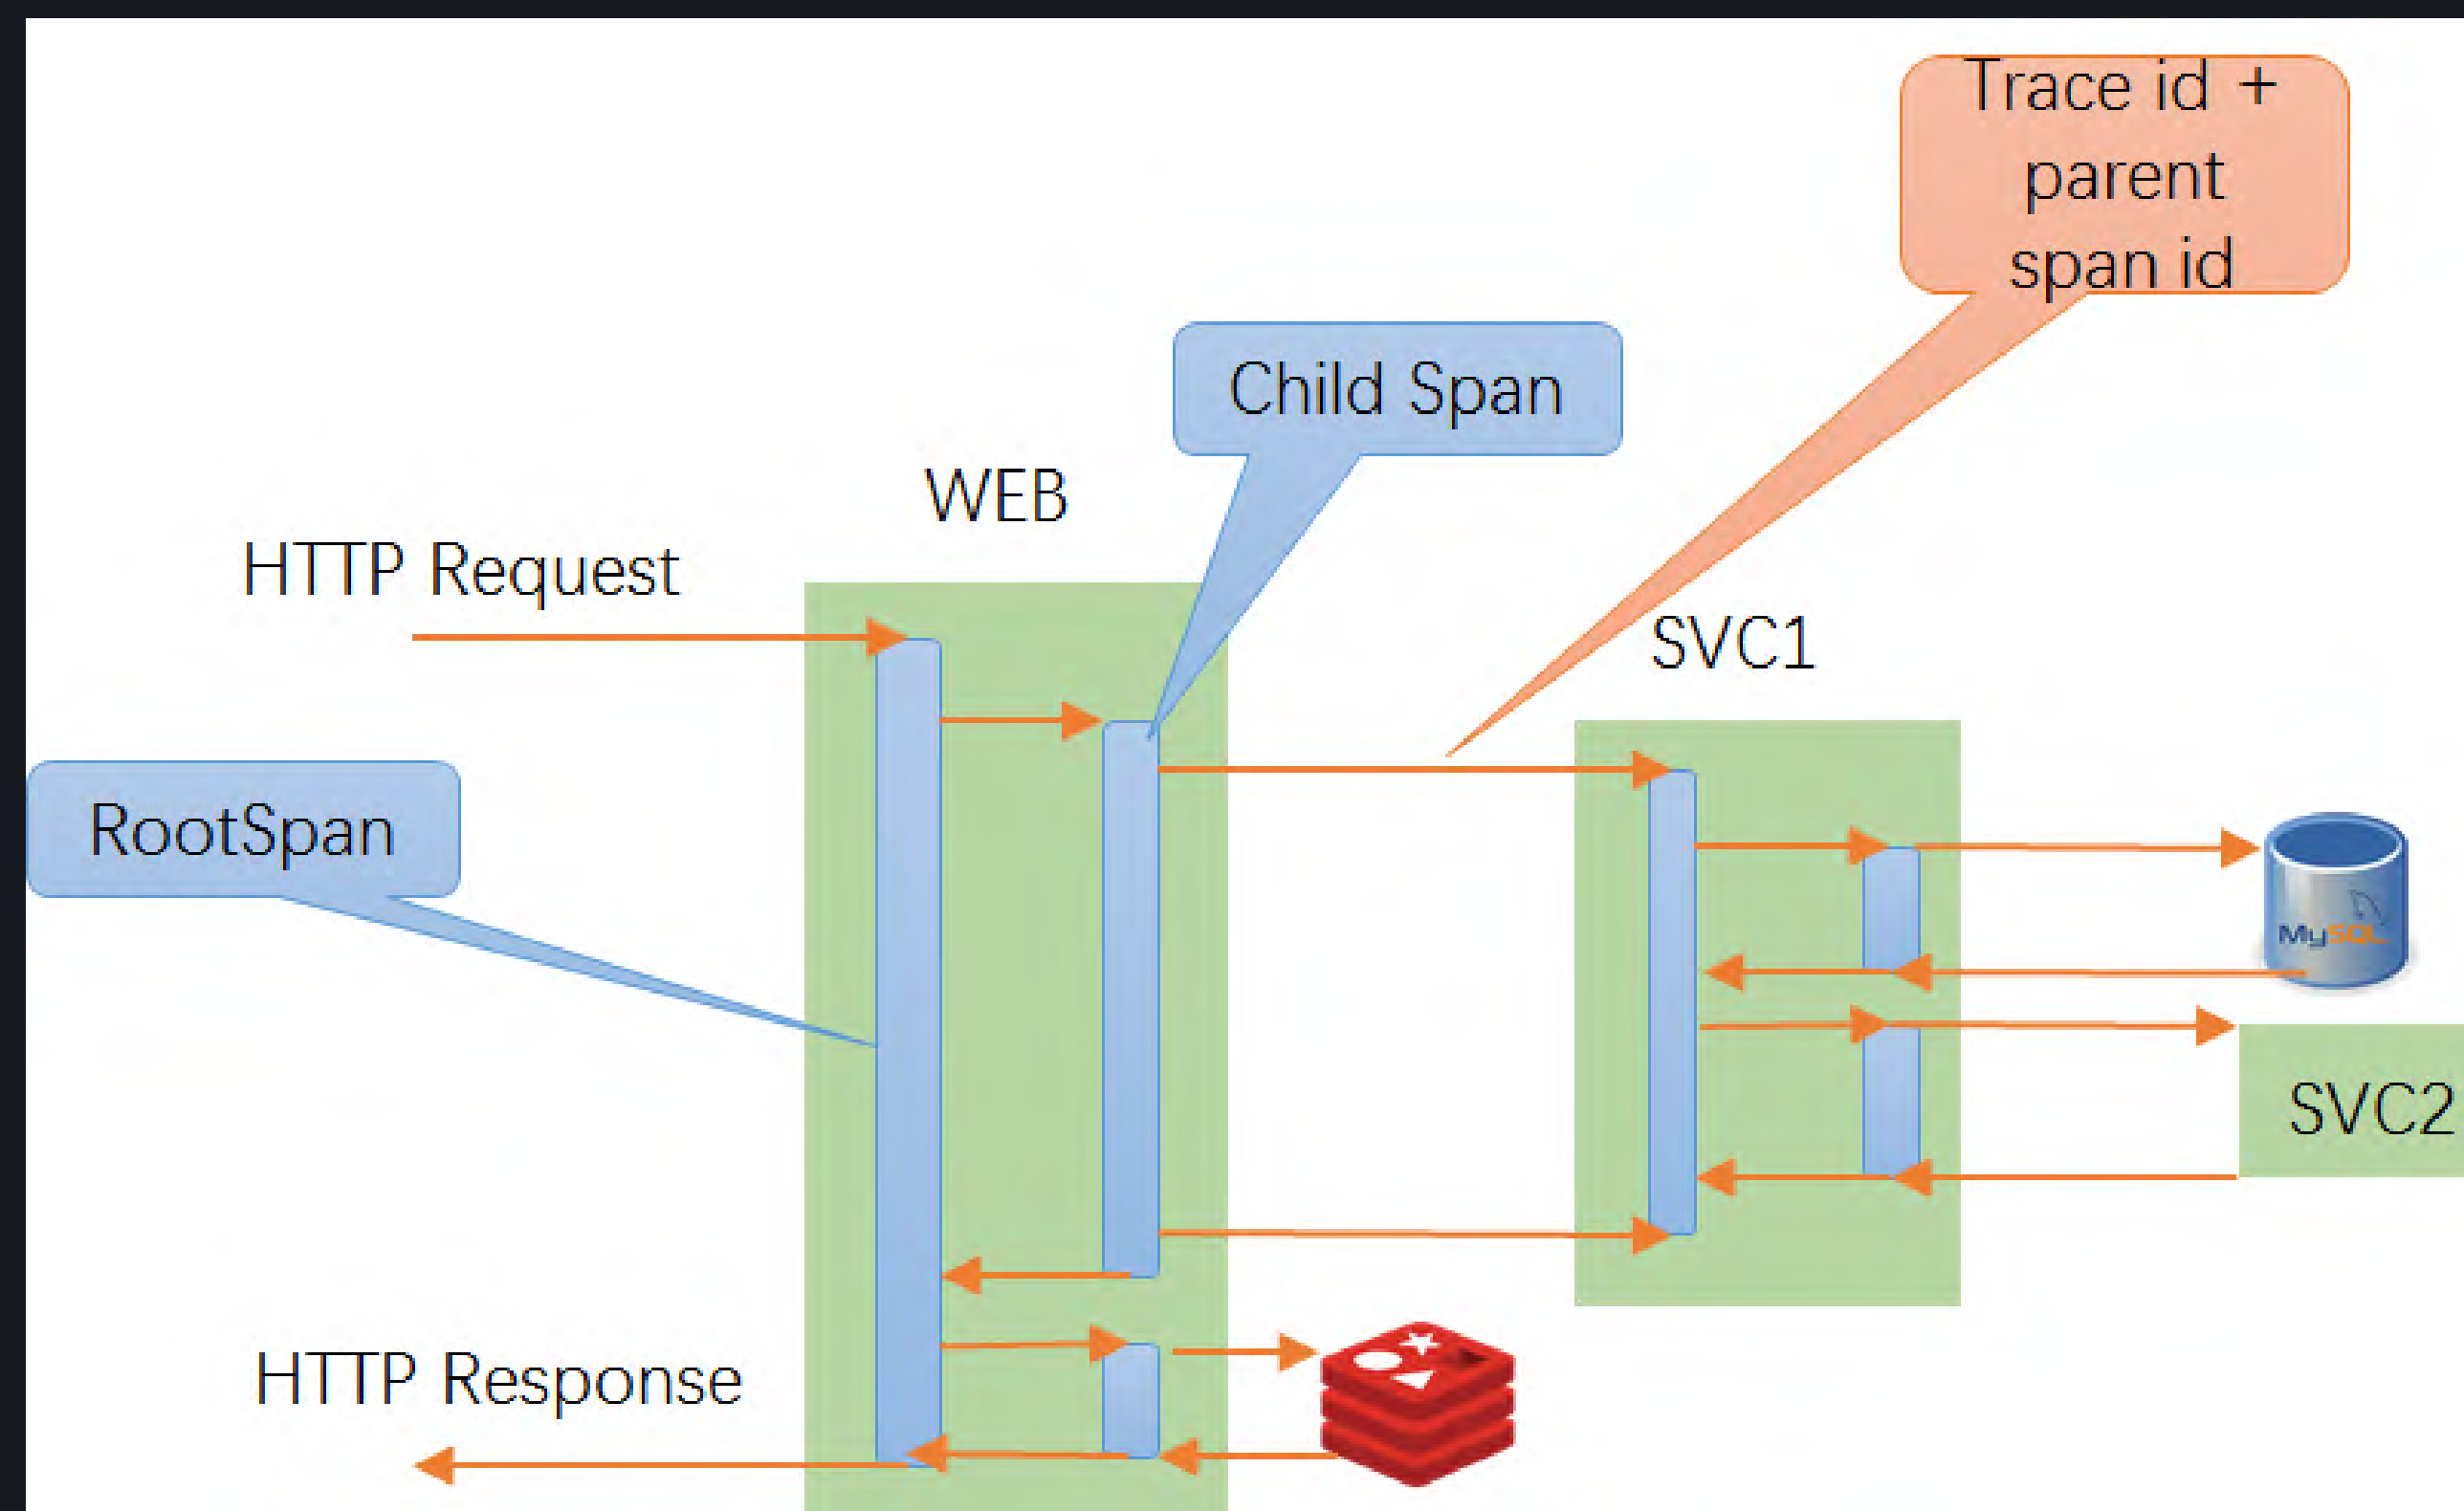 Trace id +
parent
span id
Child Span
WEB
HTTP Request
SVC1
RootSpan
MySQL
SVC2
HTTP Response